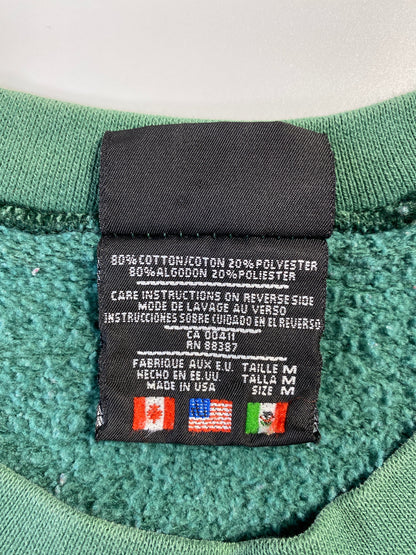 80% COTTON/COTON 20% POLYESTER
80% ALGODON 20% POLIESTER
CARE INSTRUCTIONS ON REVERSE SIDE
MODE DE LAVAGE AU VERSO
INSTRUCCIONES SOBRE CUIDADO EN EL REVERSO
CA 00411
RN 88387
FABRIQUE AUX E.U. TAILLE M
HECHO EN EE.UU. TALLA M
MADE IN USA SIZE M